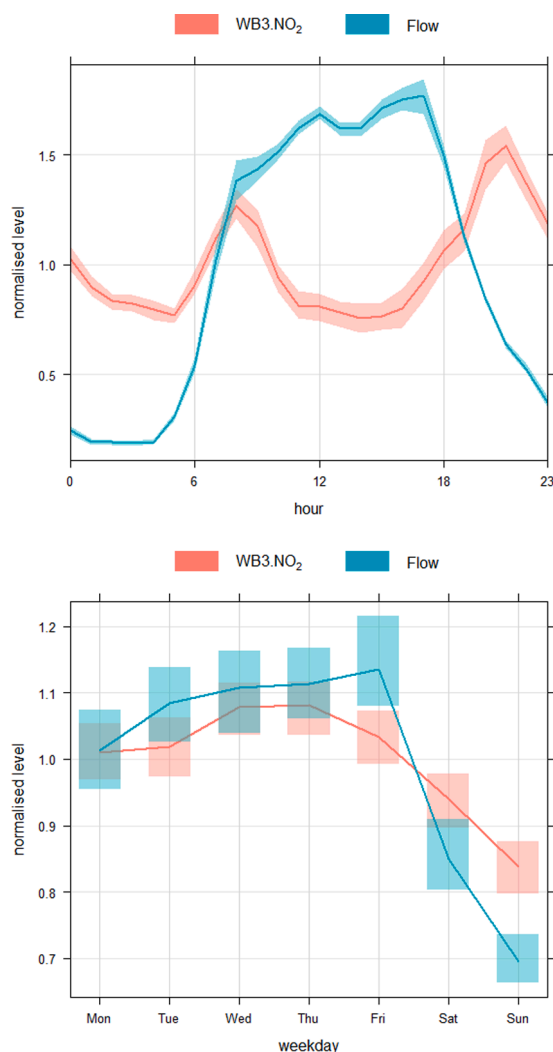 WB3.NO₂ Flow
normalised level
1.5
1.0
0.5
0 6 12 18 23
hour
WB3.NO₂ Flow
normalised level
1.2
1.1
1.0
0.9
0.8
0.7
Mon Tue Wed Thu Fri Sat Sun
weekday